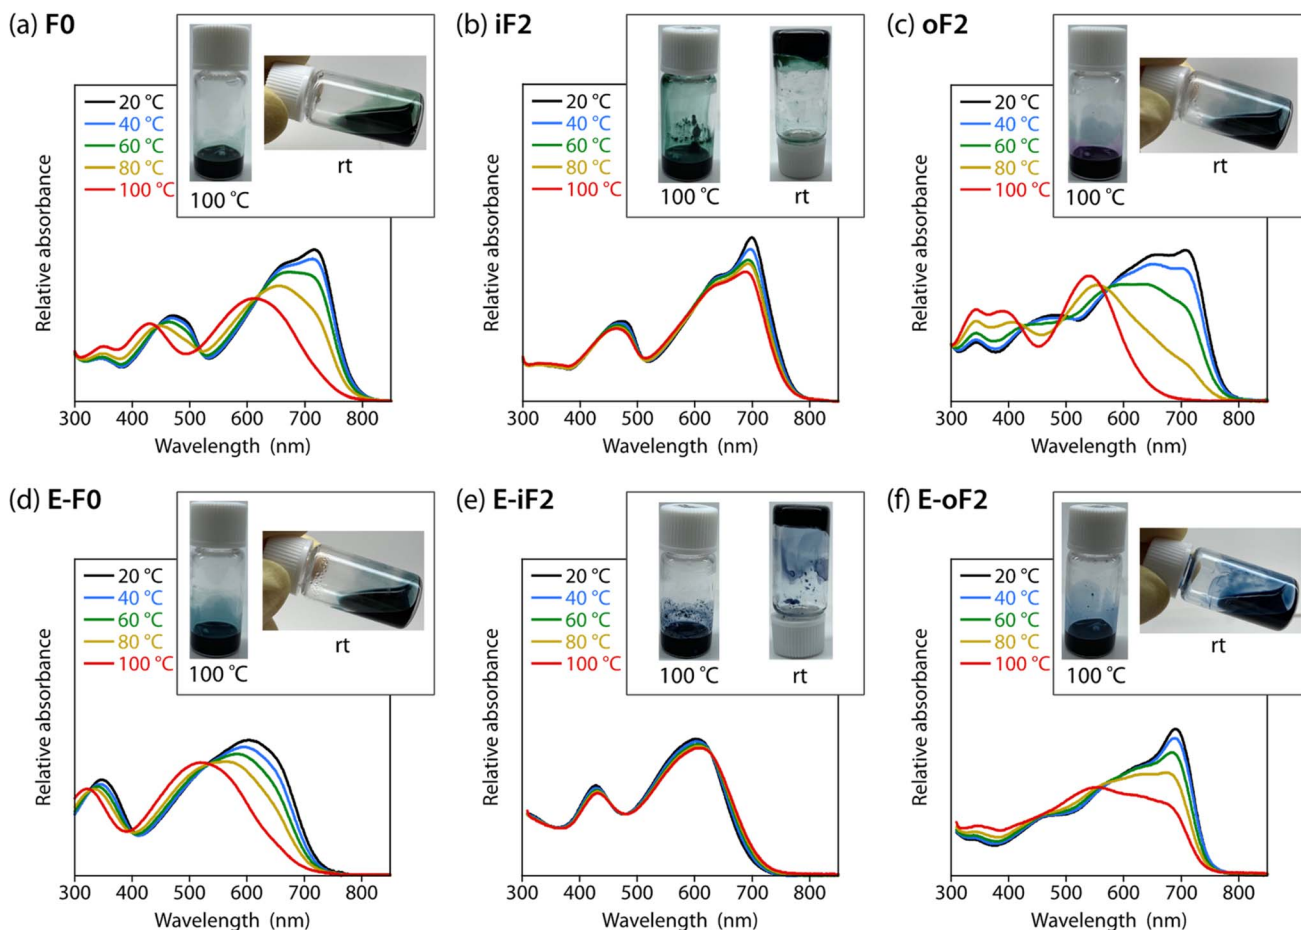 (a) F0
20 °C
40 °C
60 °C
80 °C
100 °C
100 °C
rt
Relative absorbance
300 400 500 600 700 800
Wavelength (nm)
(b) iF2
20 °C
40 °C
60 °C
80 °C
100 °C
100 °C
rt
Relative absorbance
300 400 500 600 700 800
Wavelength (nm)
(c) oF2
20 °C
40 °C
60 °C
80 °C
100 °C
100 °C
rt
Relative absorbance
300 400 500 600 700 800
Wavelength (nm)
(d) E-F0
20 °C
40 °C
60 °C
80 °C
100 °C
100 °C
rt
Relative absorbance
300 400 500 600 700 800
Wavelength (nm)
(e) E-iF2
20 °C
40 °C
60 °C
80 °C
100 °C
100 °C
rt
Relative absorbance
300 400 500 600 700 800
Wavelength (nm)
(f) E-oF2
20 °C
40 °C
60 °C
80 °C
100 °C
100 °C
rt
Relative absorbance
300 400 500 600 700 800
Wavelength (nm)